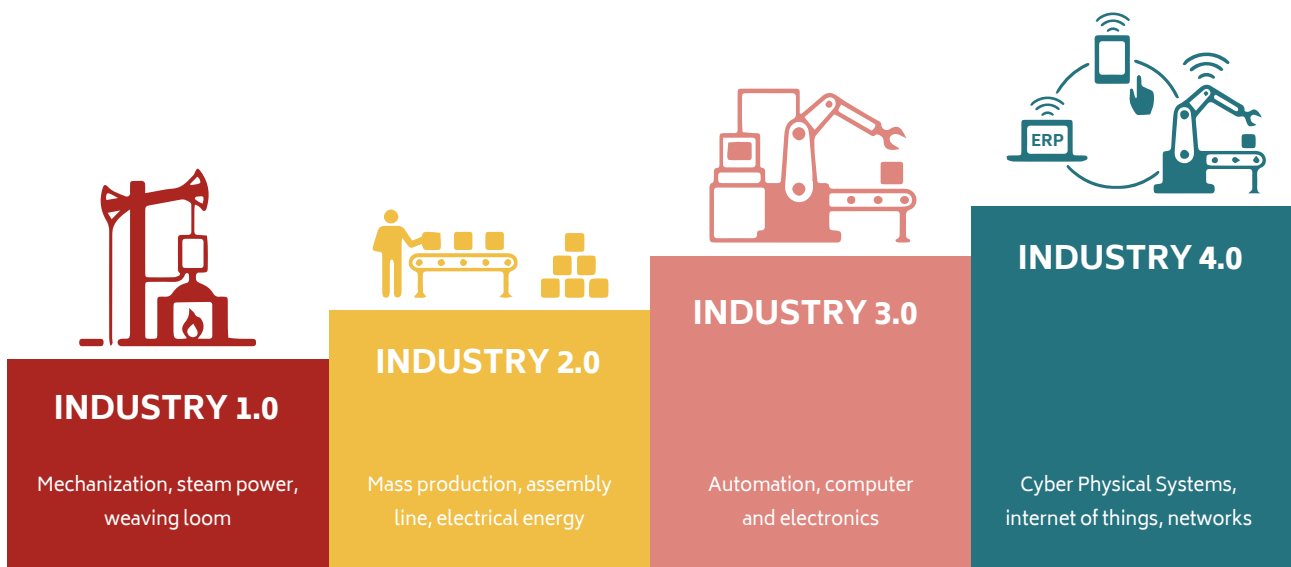 INDUSTRY 1.0
Mechanization, steam power,
weaving loom
INDUSTRY 2.0
Mass production, assembly
line, electrical energy
INDUSTRY 3.0
Automation, computer
and electronics
ERP
INDUSTRY 4.0
Cyber Physical Systems,
internet of things, networks